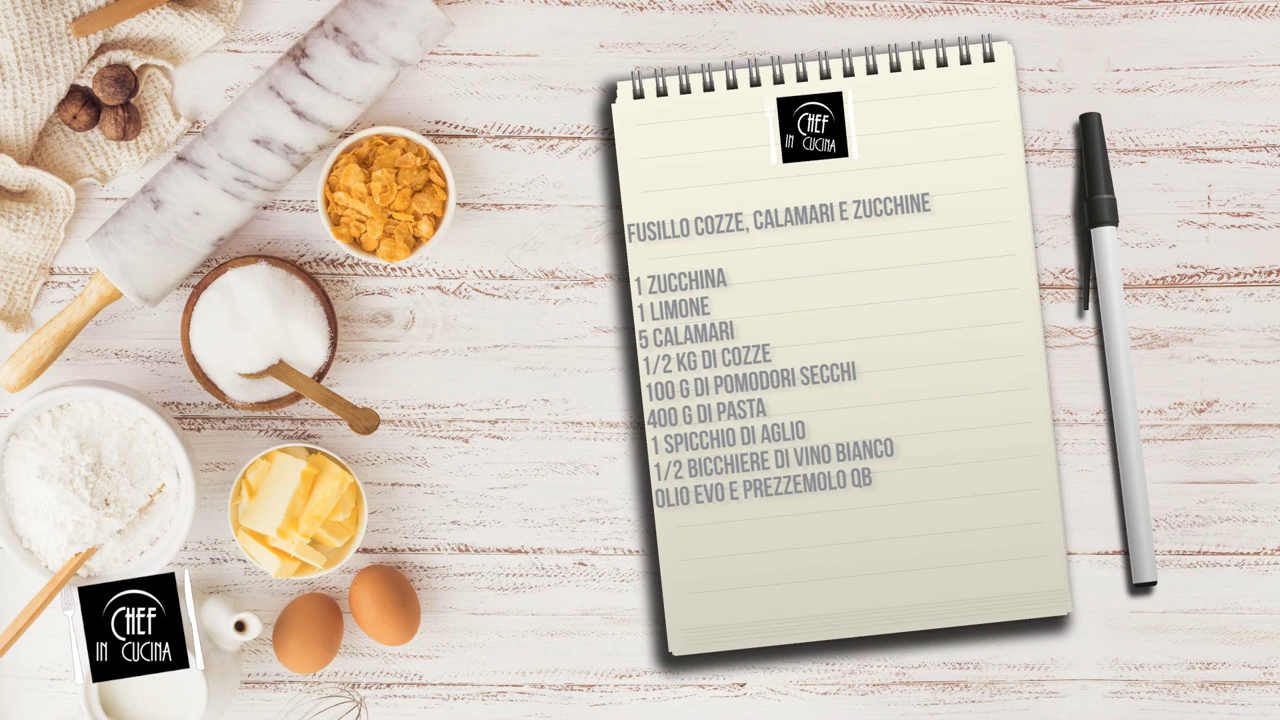 CHEF
IN CUCINA
FUSILLO COZZE, CALAMARI E ZUCCHINE
1 ZUCCHINA
1 LIMONE
5 CALAMARI
1/2 KG DI COZZE
100 G DI POMODORI SECCHI
400 G DI PASTA
1 SPICCHIO DI AGLIO
1/2 BICCHIERE DI VINO BIANCO
OLIO EVO E PREZZEMOLO QB
CHEF
IN CUCINA